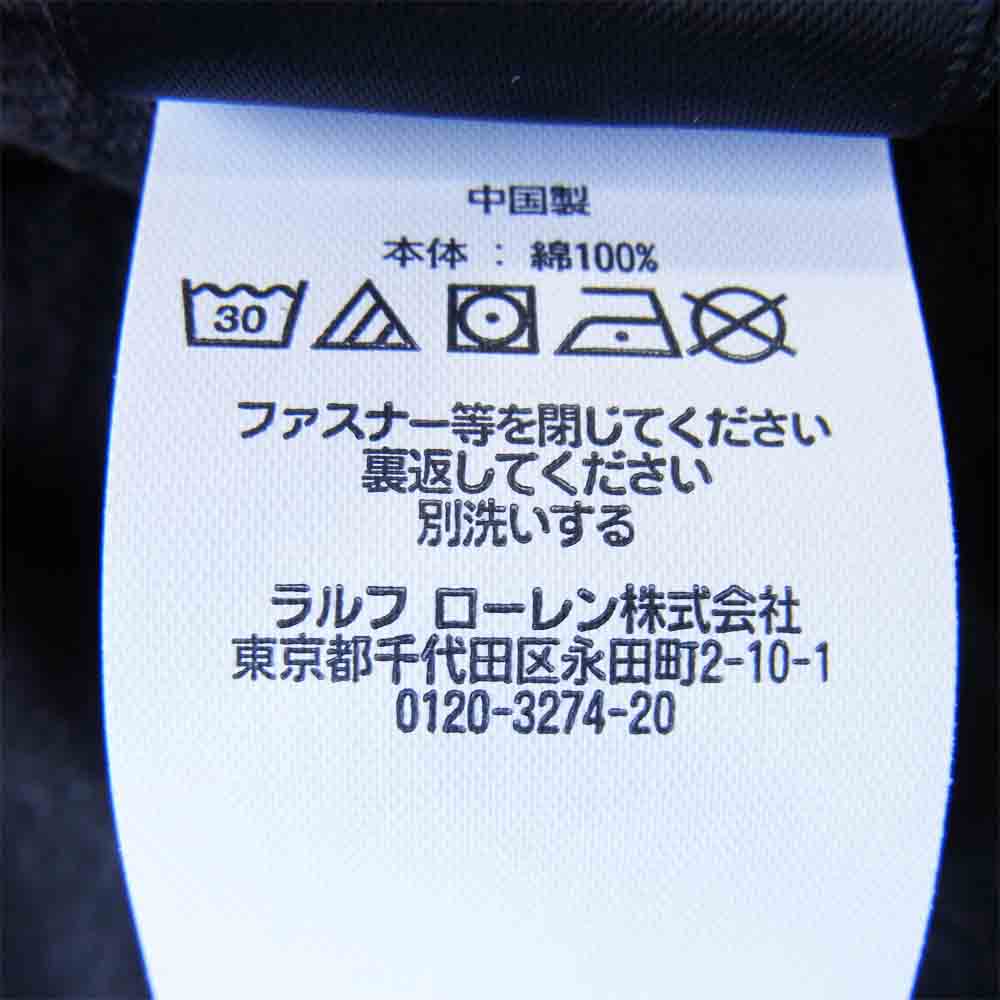 中国製
本体 : 綿100%
30
ファスナー等を閉じてください
裏返してください
別洗いする
ラルフ ローレン株式会社
東京都千代田区永田町2-10-1
0120-3274-20